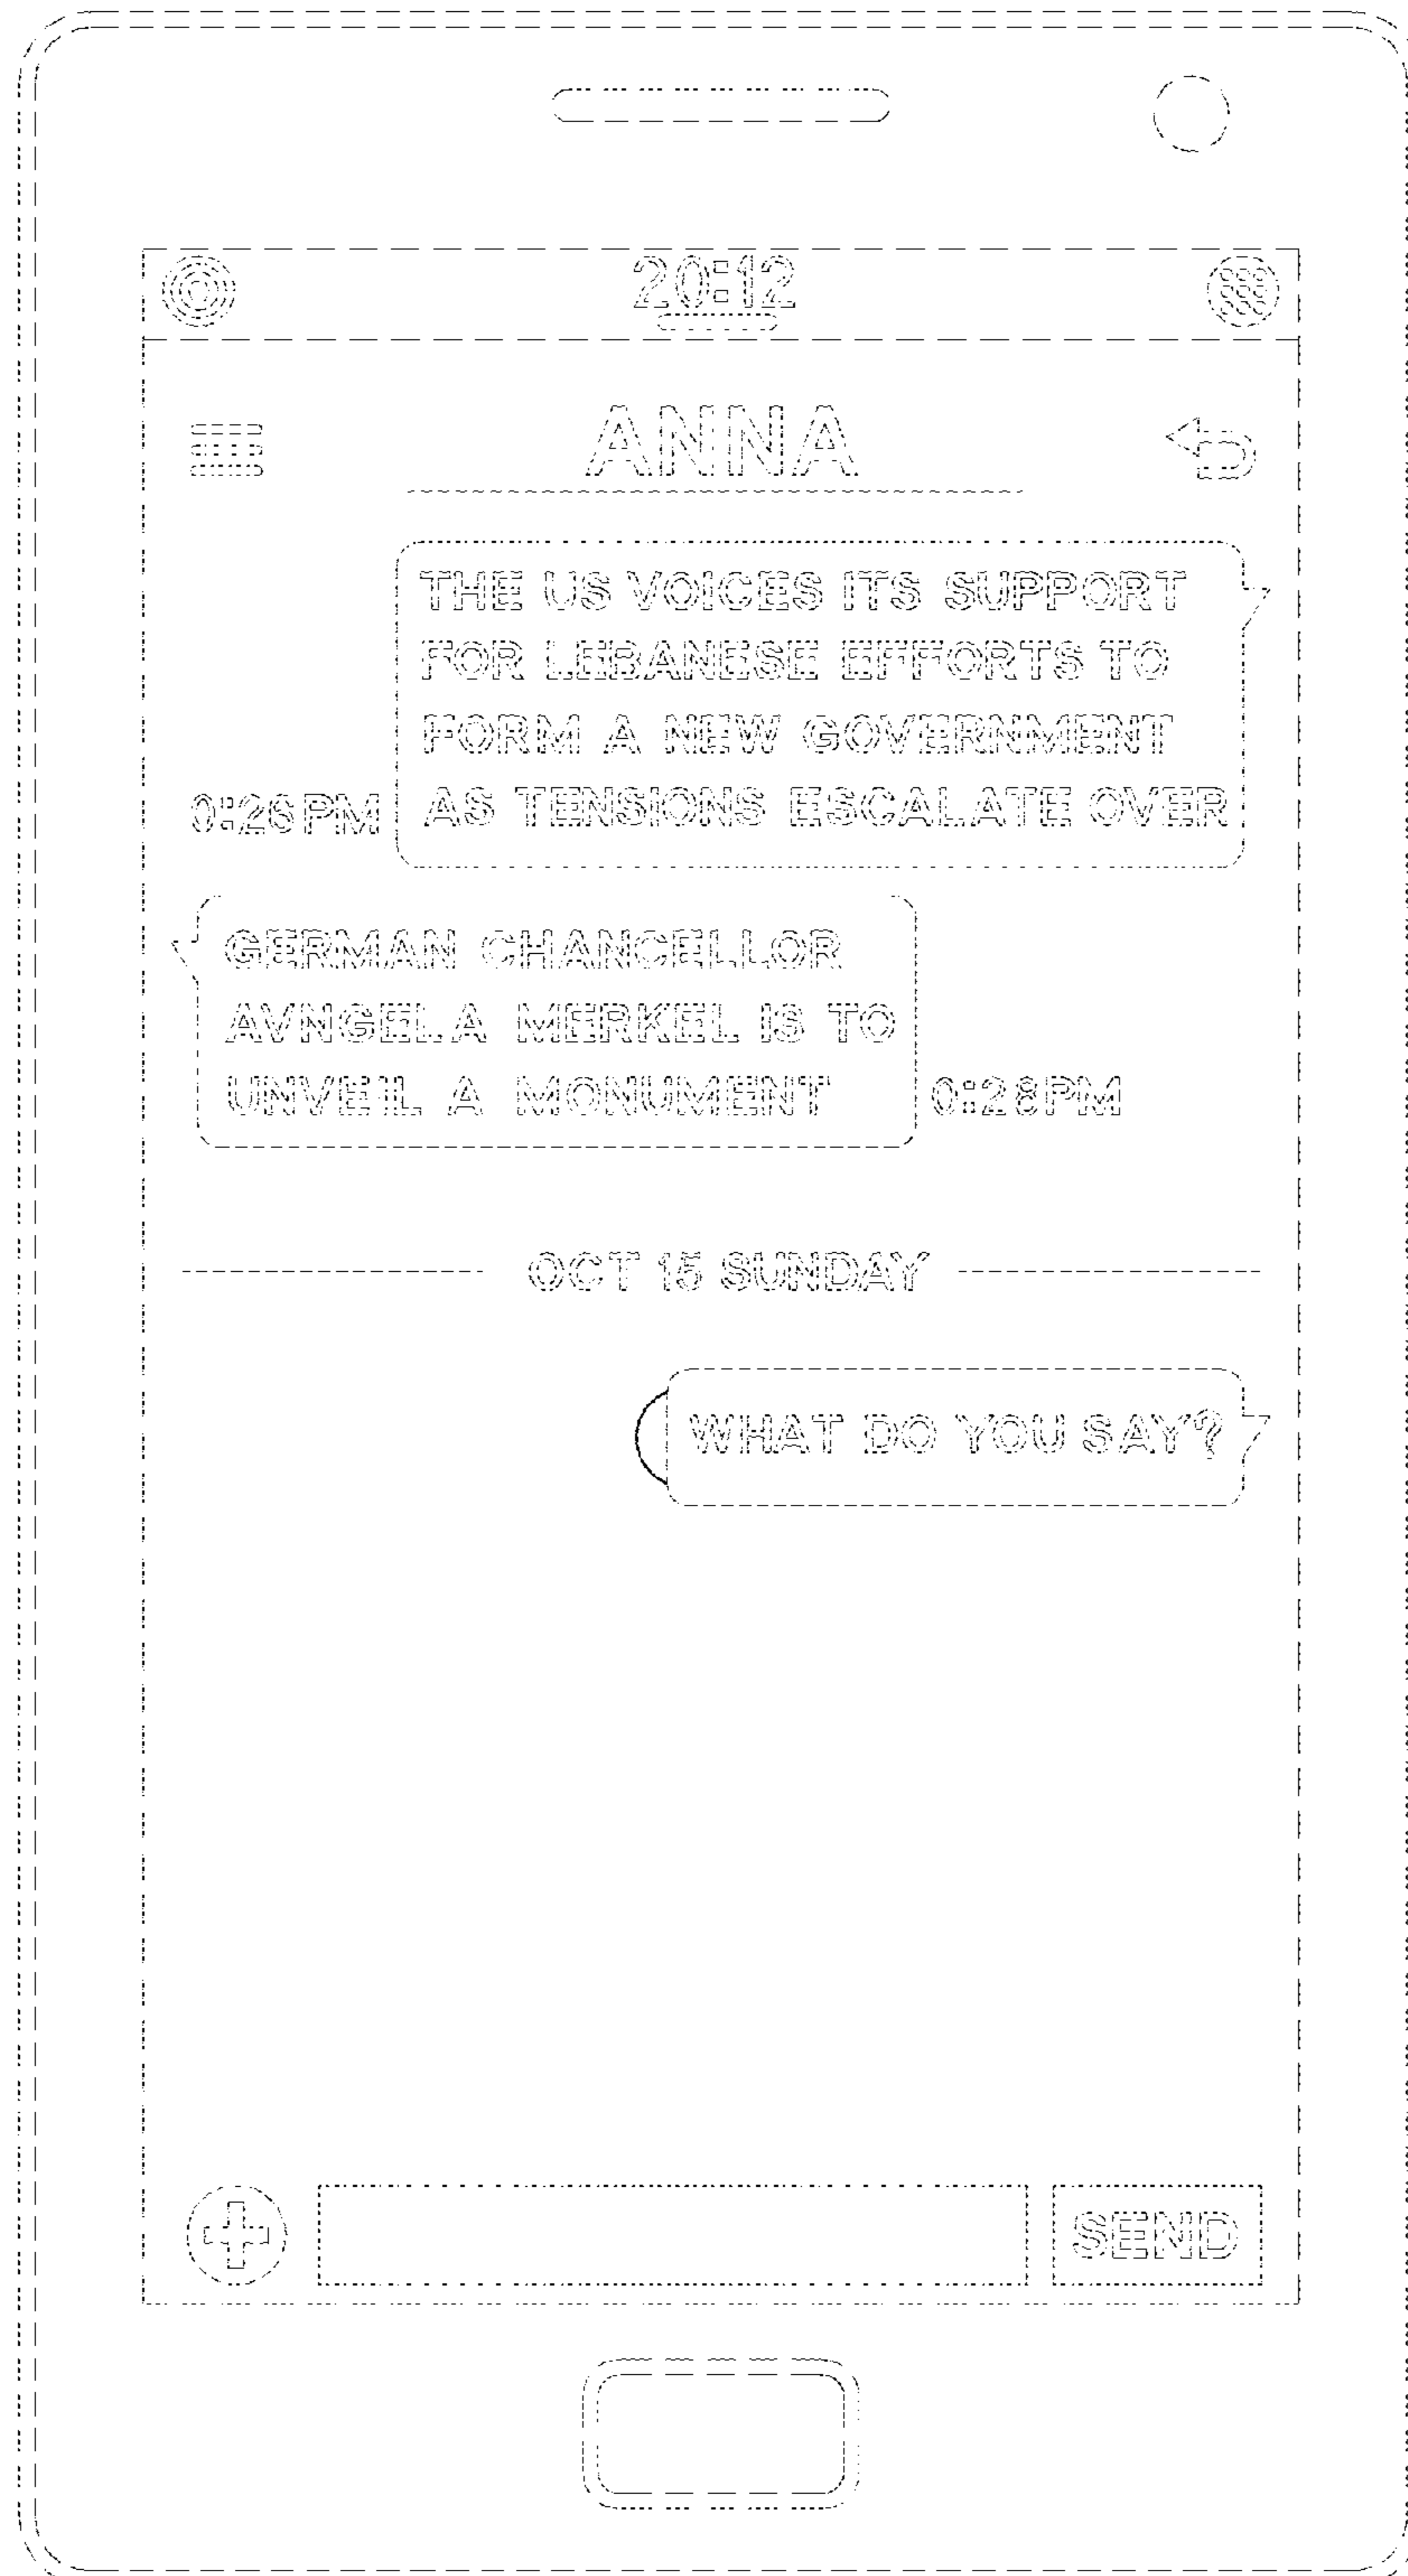 20:12
ANNA
THE US VOICES ITS SUPPORT
FOR LEBANESE EFFORTS TO
FORM A NEW GOVERNMENT
AS TENSIONS ESCALATE OVER
0:26PM
GERMAN CHANCELLOR
AVNGELA MERKEL IS TO
UNVEIL A MONUMENT
0:28PM
OCT 15 SUNDAY
WHAT DO YOU SAY?
SEND